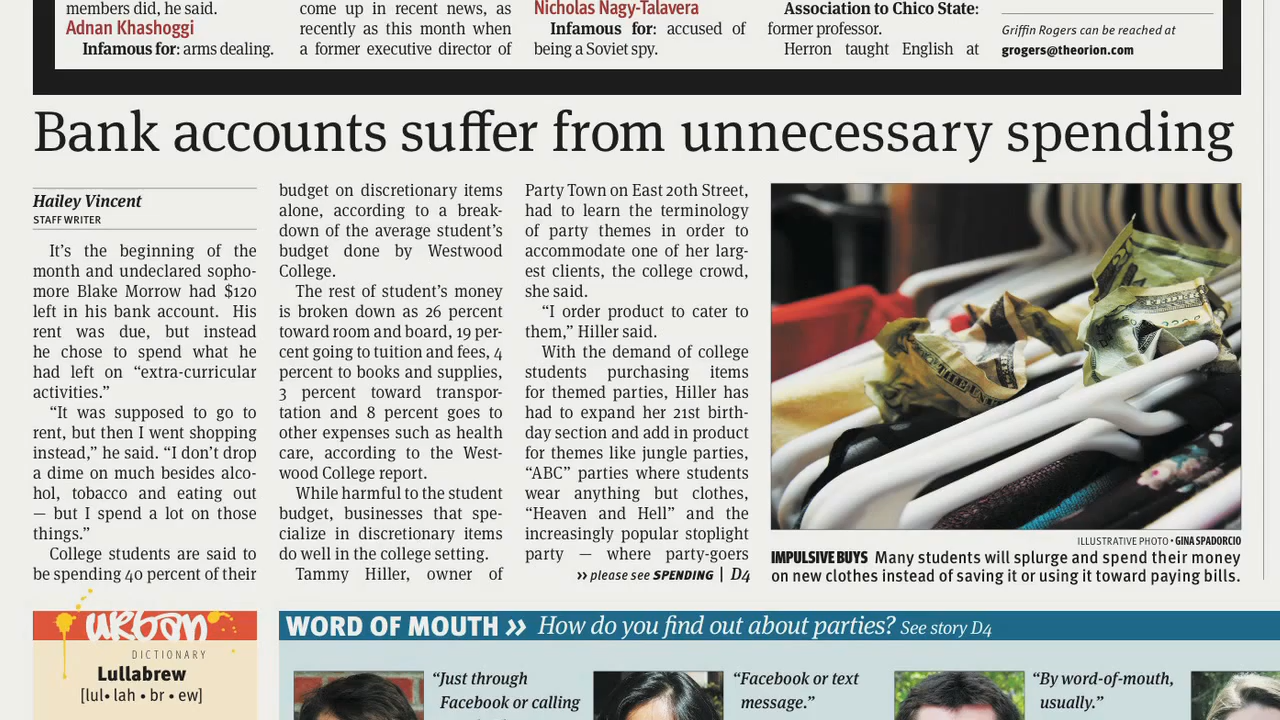 members did, he said.
Adnan Khashoggi
Infamous for: arms dealing.
come up in recent news, as
recently as this month when
a former executive director of
Nicholas Nagy-Talavera
Infamous for: accused of
being a Soviet spy.
Association to Chico State:
former professor.
Herron taught English at
Griffin Rogers can be reached at
grogers@theorion.com
Bank accounts suffer from unnecessary spending
Hailey Vincent
STAFF WRITER
It's the beginning of the
month and undeclared sopho-
more Blake Morrow had $120
left in his bank account. His
rent was due, but instead
he chose to spend what he
had left on “extra-curricular
activities.”
“It was supposed to go to
rent, but then I went shopping
instead,” he said. “I don't drop
a dime on much besides alco-
hol, tobacco and eating out
— but I spend a lot on those
things.”
College students are said to
be spending 40 percent of their
budget on discretionary items
alone, according to a break-
down of the average student's
budget done by Westwood
College.
The rest of student's money
is broken down as 26 percent
toward room and board, 19 per-
cent going to tuition and fees, 4
percent to books and supplies,
3 percent toward transpor-
tation and 8 percent goes to
other expenses such as health
care, according to the West-
wood College report.
While harmful to the student
budget, businesses that spe-
cialize in discretionary items
do well in the college setting.
Tammy Hiller, owner of
Party Town on East 20th Street,
had to learn the terminology
of party themes in order to
accommodate one of her larg-
est clients, the college crowd,
she said.
“I order product to cater to
them,” Hiller said.
With the demand of college
students purchasing items
for themed parties, Hiller has
had to expand her 21st birth-
day section and add in product
for themes like jungle parties,
“ABC” parties where students
wear anything but clothes,
“Heaven and Hell” and the
increasingly popular stoplight
party — where party-goers
›› please see SPENDING | D4
ILLUSTRATIVE PHOTO • GINA SPADORCIO
IMPULSIVE BUYS Many students will splurge and spend their money
on new clothes instead of saving it or using it toward paying bills.
urban
DICTIONARY
Lullabrew
[lul• lah • br • ew]
WORD OF MOUTH ›› How do you find out about parties? See story D4
“Just through
Facebook or calling
“Facebook or text
message.”
“By word-of-mouth,
usually.”